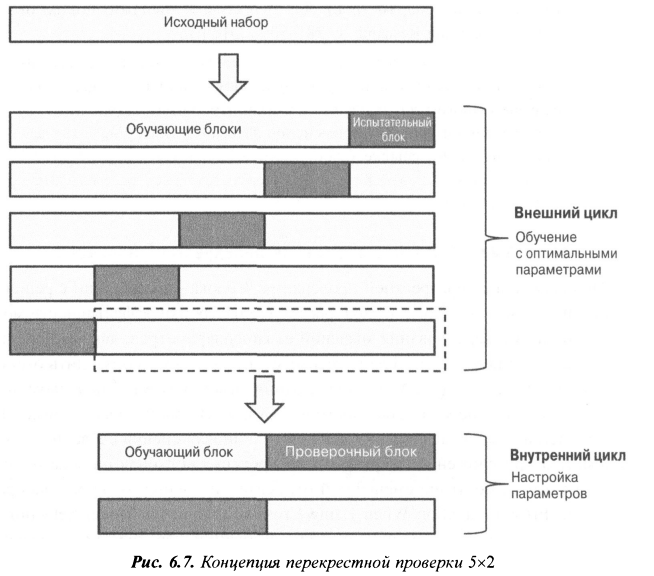 Исходный набор
Обучающие блоки
Испытательный
блок
Внешний цикл
Обучение
с оптимальными
параметрами
Обучающий блок
Проверочный блок
Внутренний цикл
Настройка
параметров
Рис. 6.7. Концепция перекрестной проверки 5×2